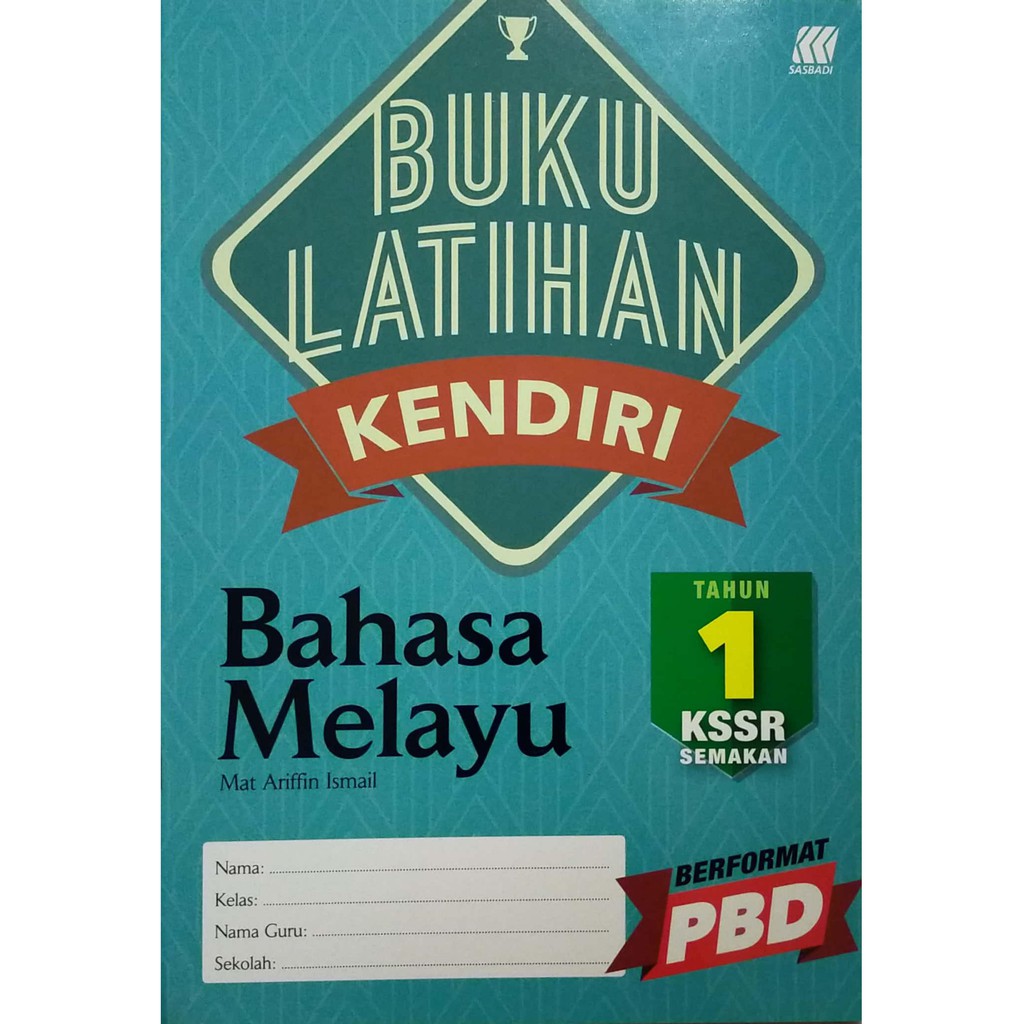 SASBADI
BUKU
LATIHAN
KENDIRI
Bahasa
Melayu
Mat Ariffin Ismail
TAHUN
1
KSSR
SEMAKAN
Nama:
Kelas:
Nama Guru:
Sekolah:
BERFORMAT
PBD